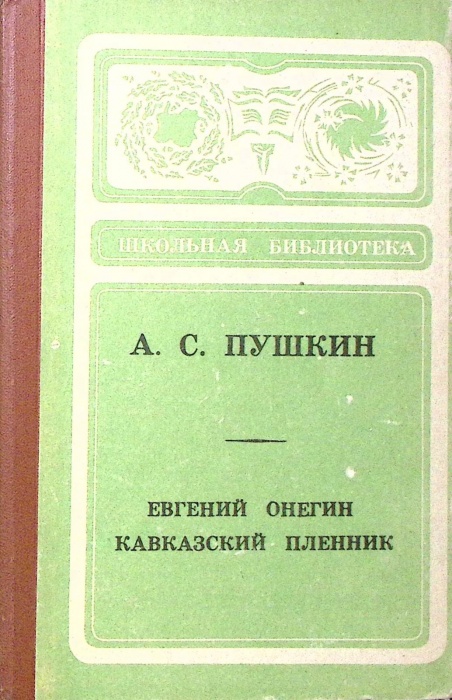 ШКОЛЬНАЯ БИБЛИОТЕКА
А. С. ПУШКИН
ЕВГЕНИЙ ОНЕГИН
КАВКАЗСКИЙ ПЛЕННИК